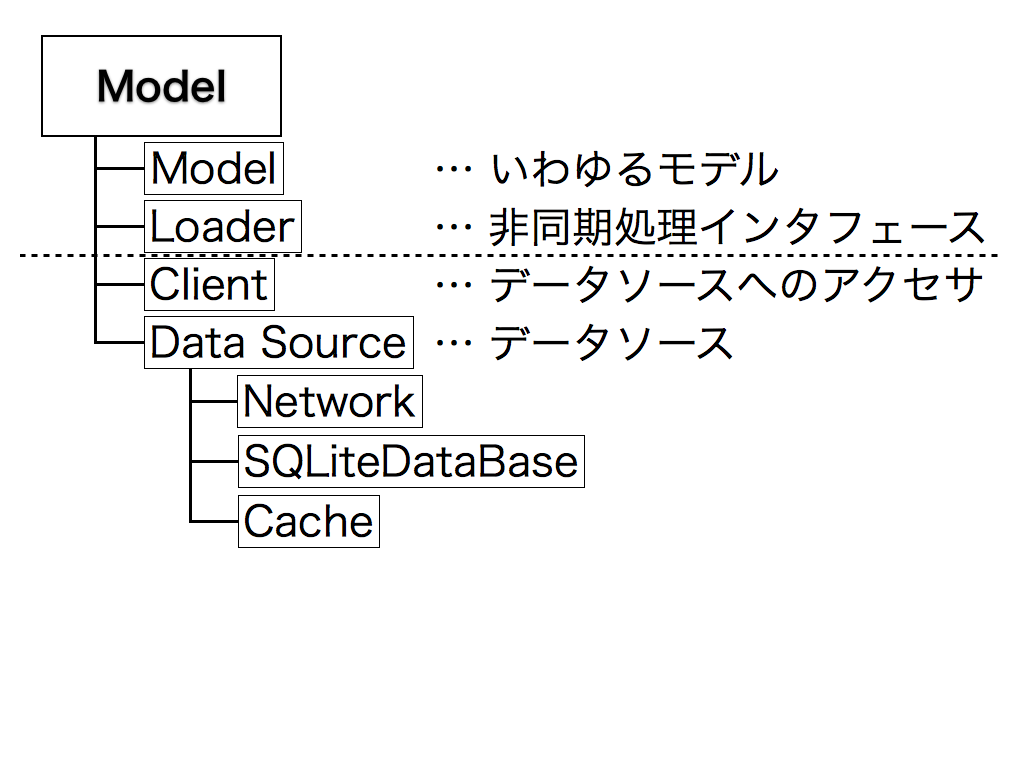 Model
Model … いわゆるモデル
Loader … 非同期処理インタフェース
Client … データソースへのアクセサ
Data Source … データソース
Network
SQLiteDataBase
Cache